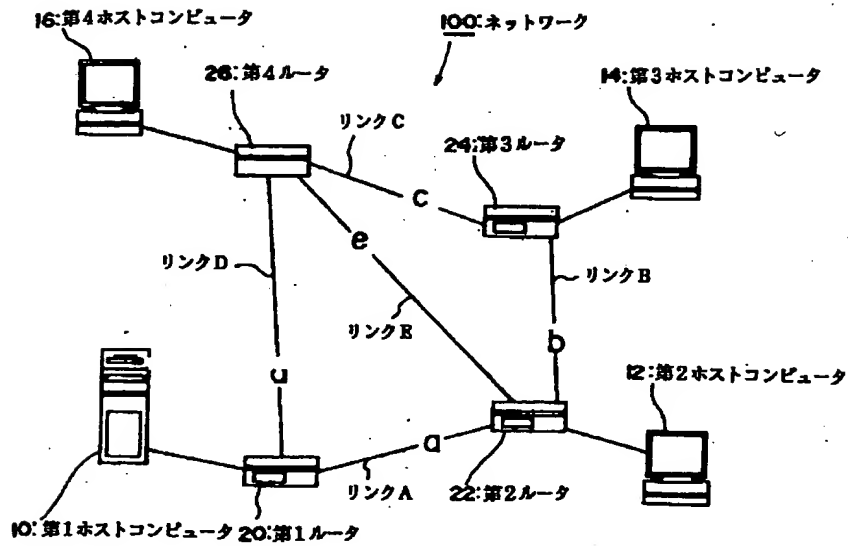 16:第4ホストコンピュータ
100:ネットワーク
26:第4ルータ
14:第3ホストコンピュータ
リンクC
24:第3ルータ
c
e
リンクD
リンクB
リンクE
b
d
12:第2ホストコンピュータ
a
リンクA
22:第2ルータ
10:第1ホストコンピュータ 20:第1ルータ